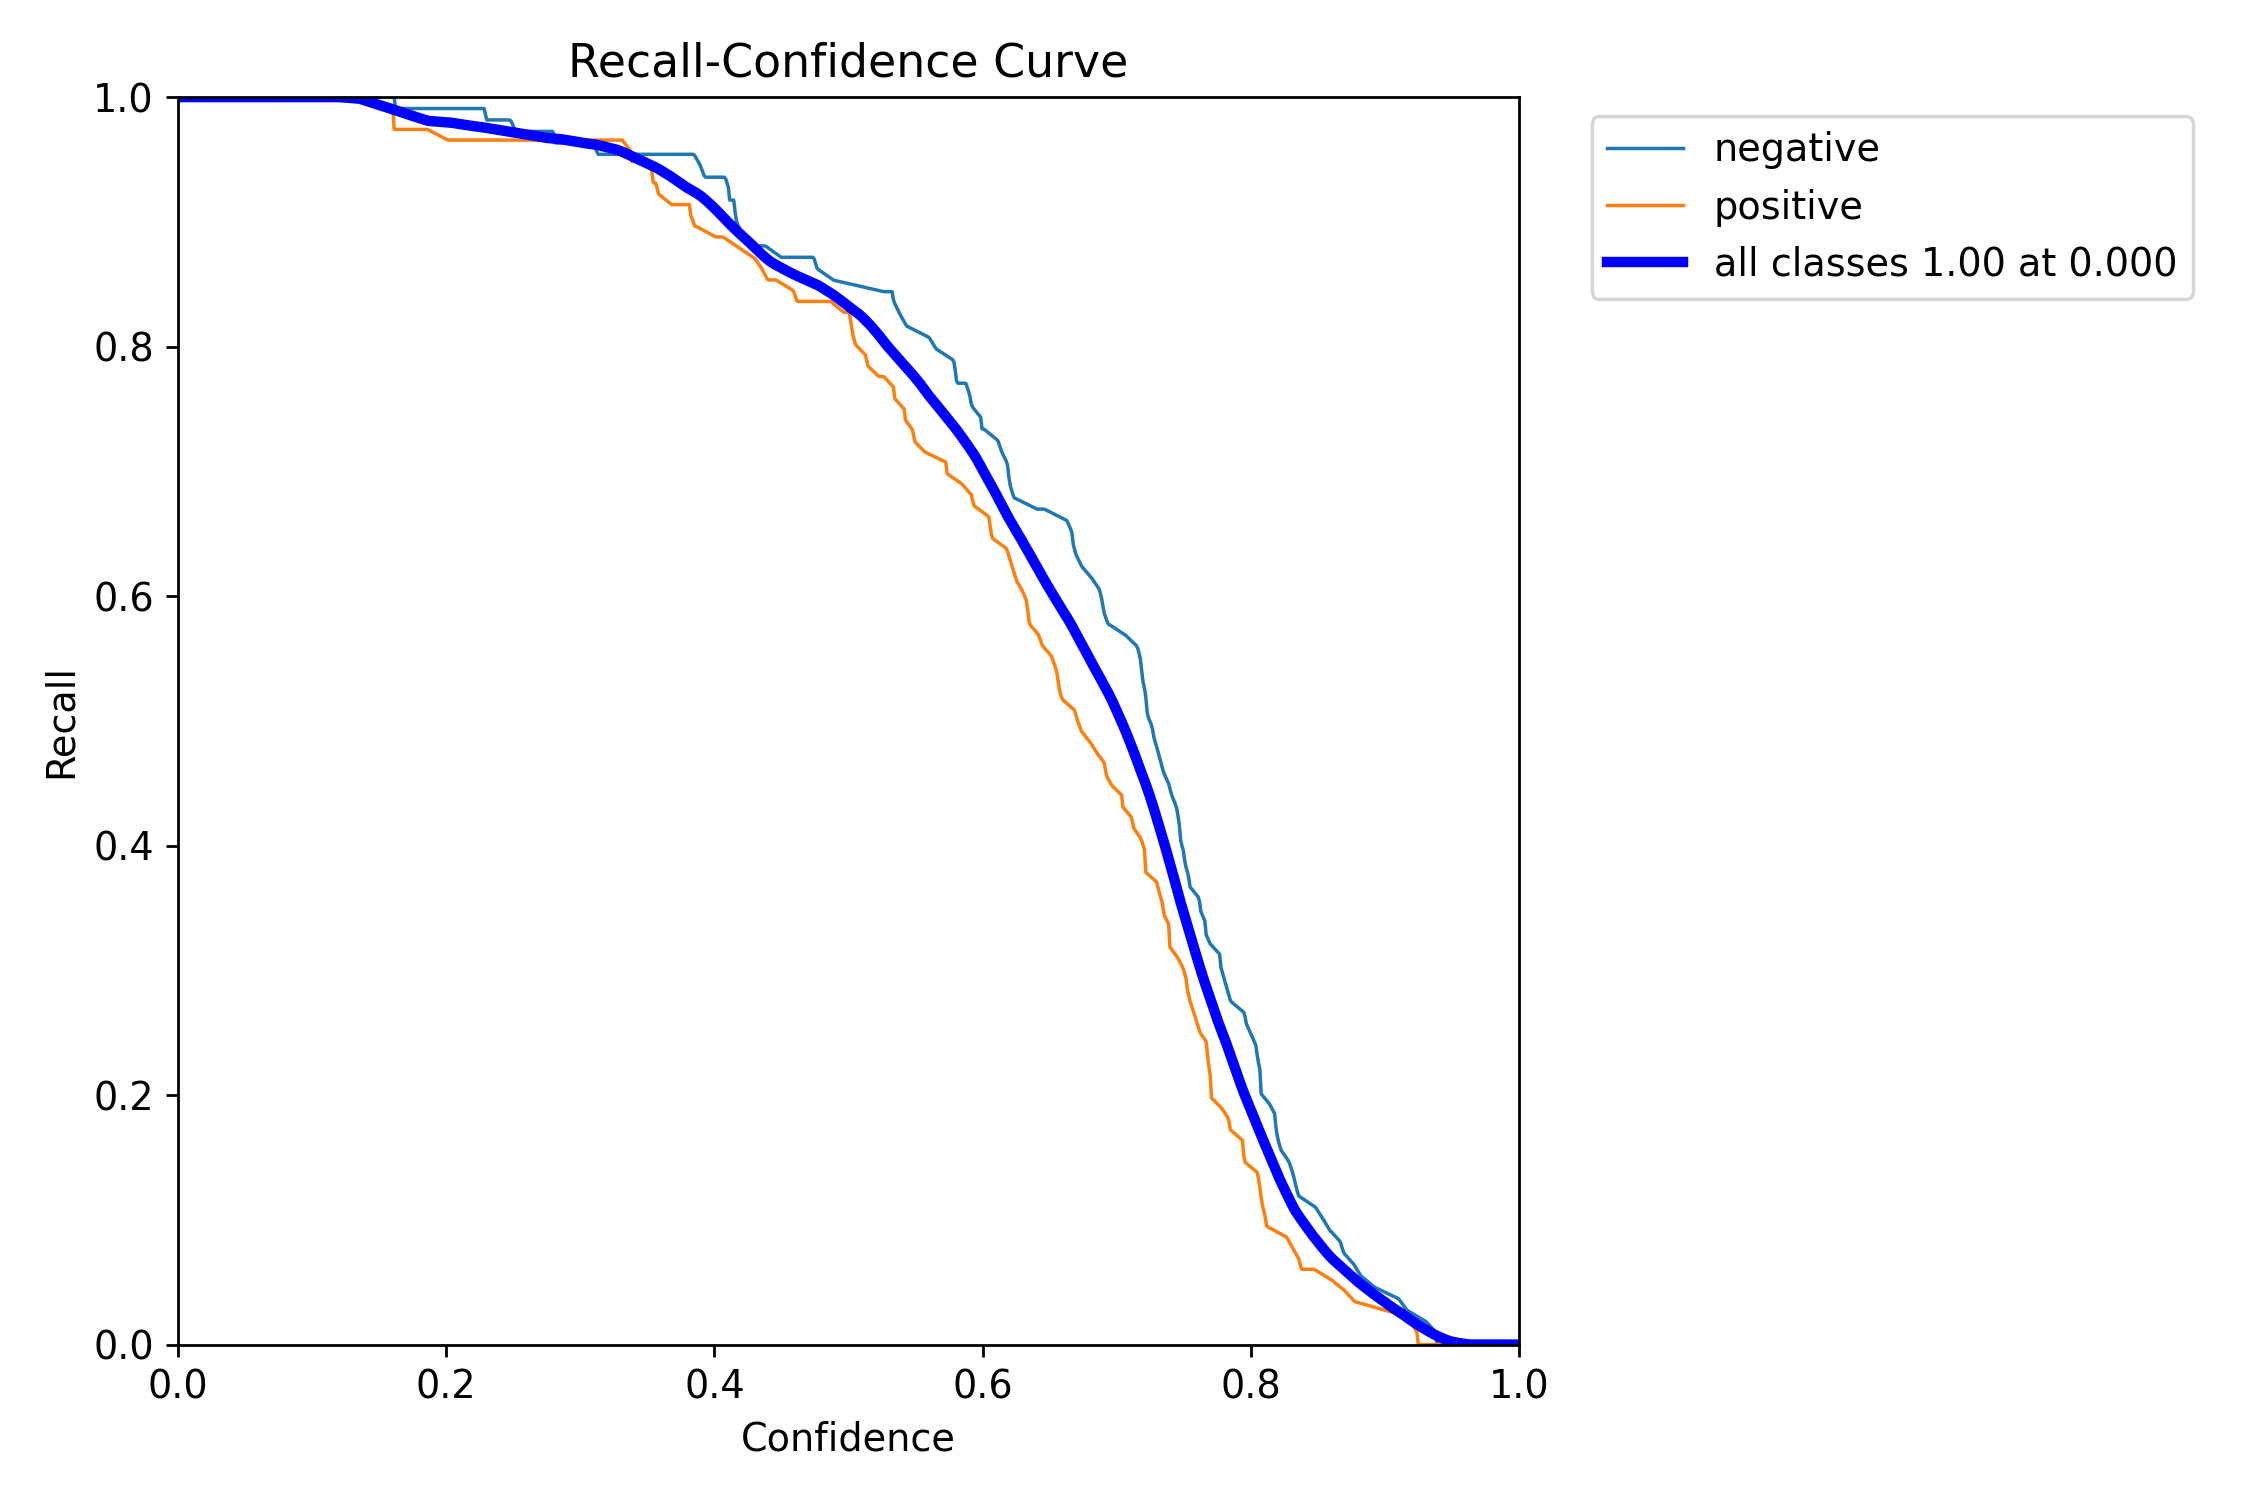 Recall-Confidence Curve
1.0
0.8
0.6
0.4
0.2
0.0
Recall
0.0 0.2 0.4 0.6 0.8 1.0
Confidence
negative
positive
all classes 1.00 at 0.000